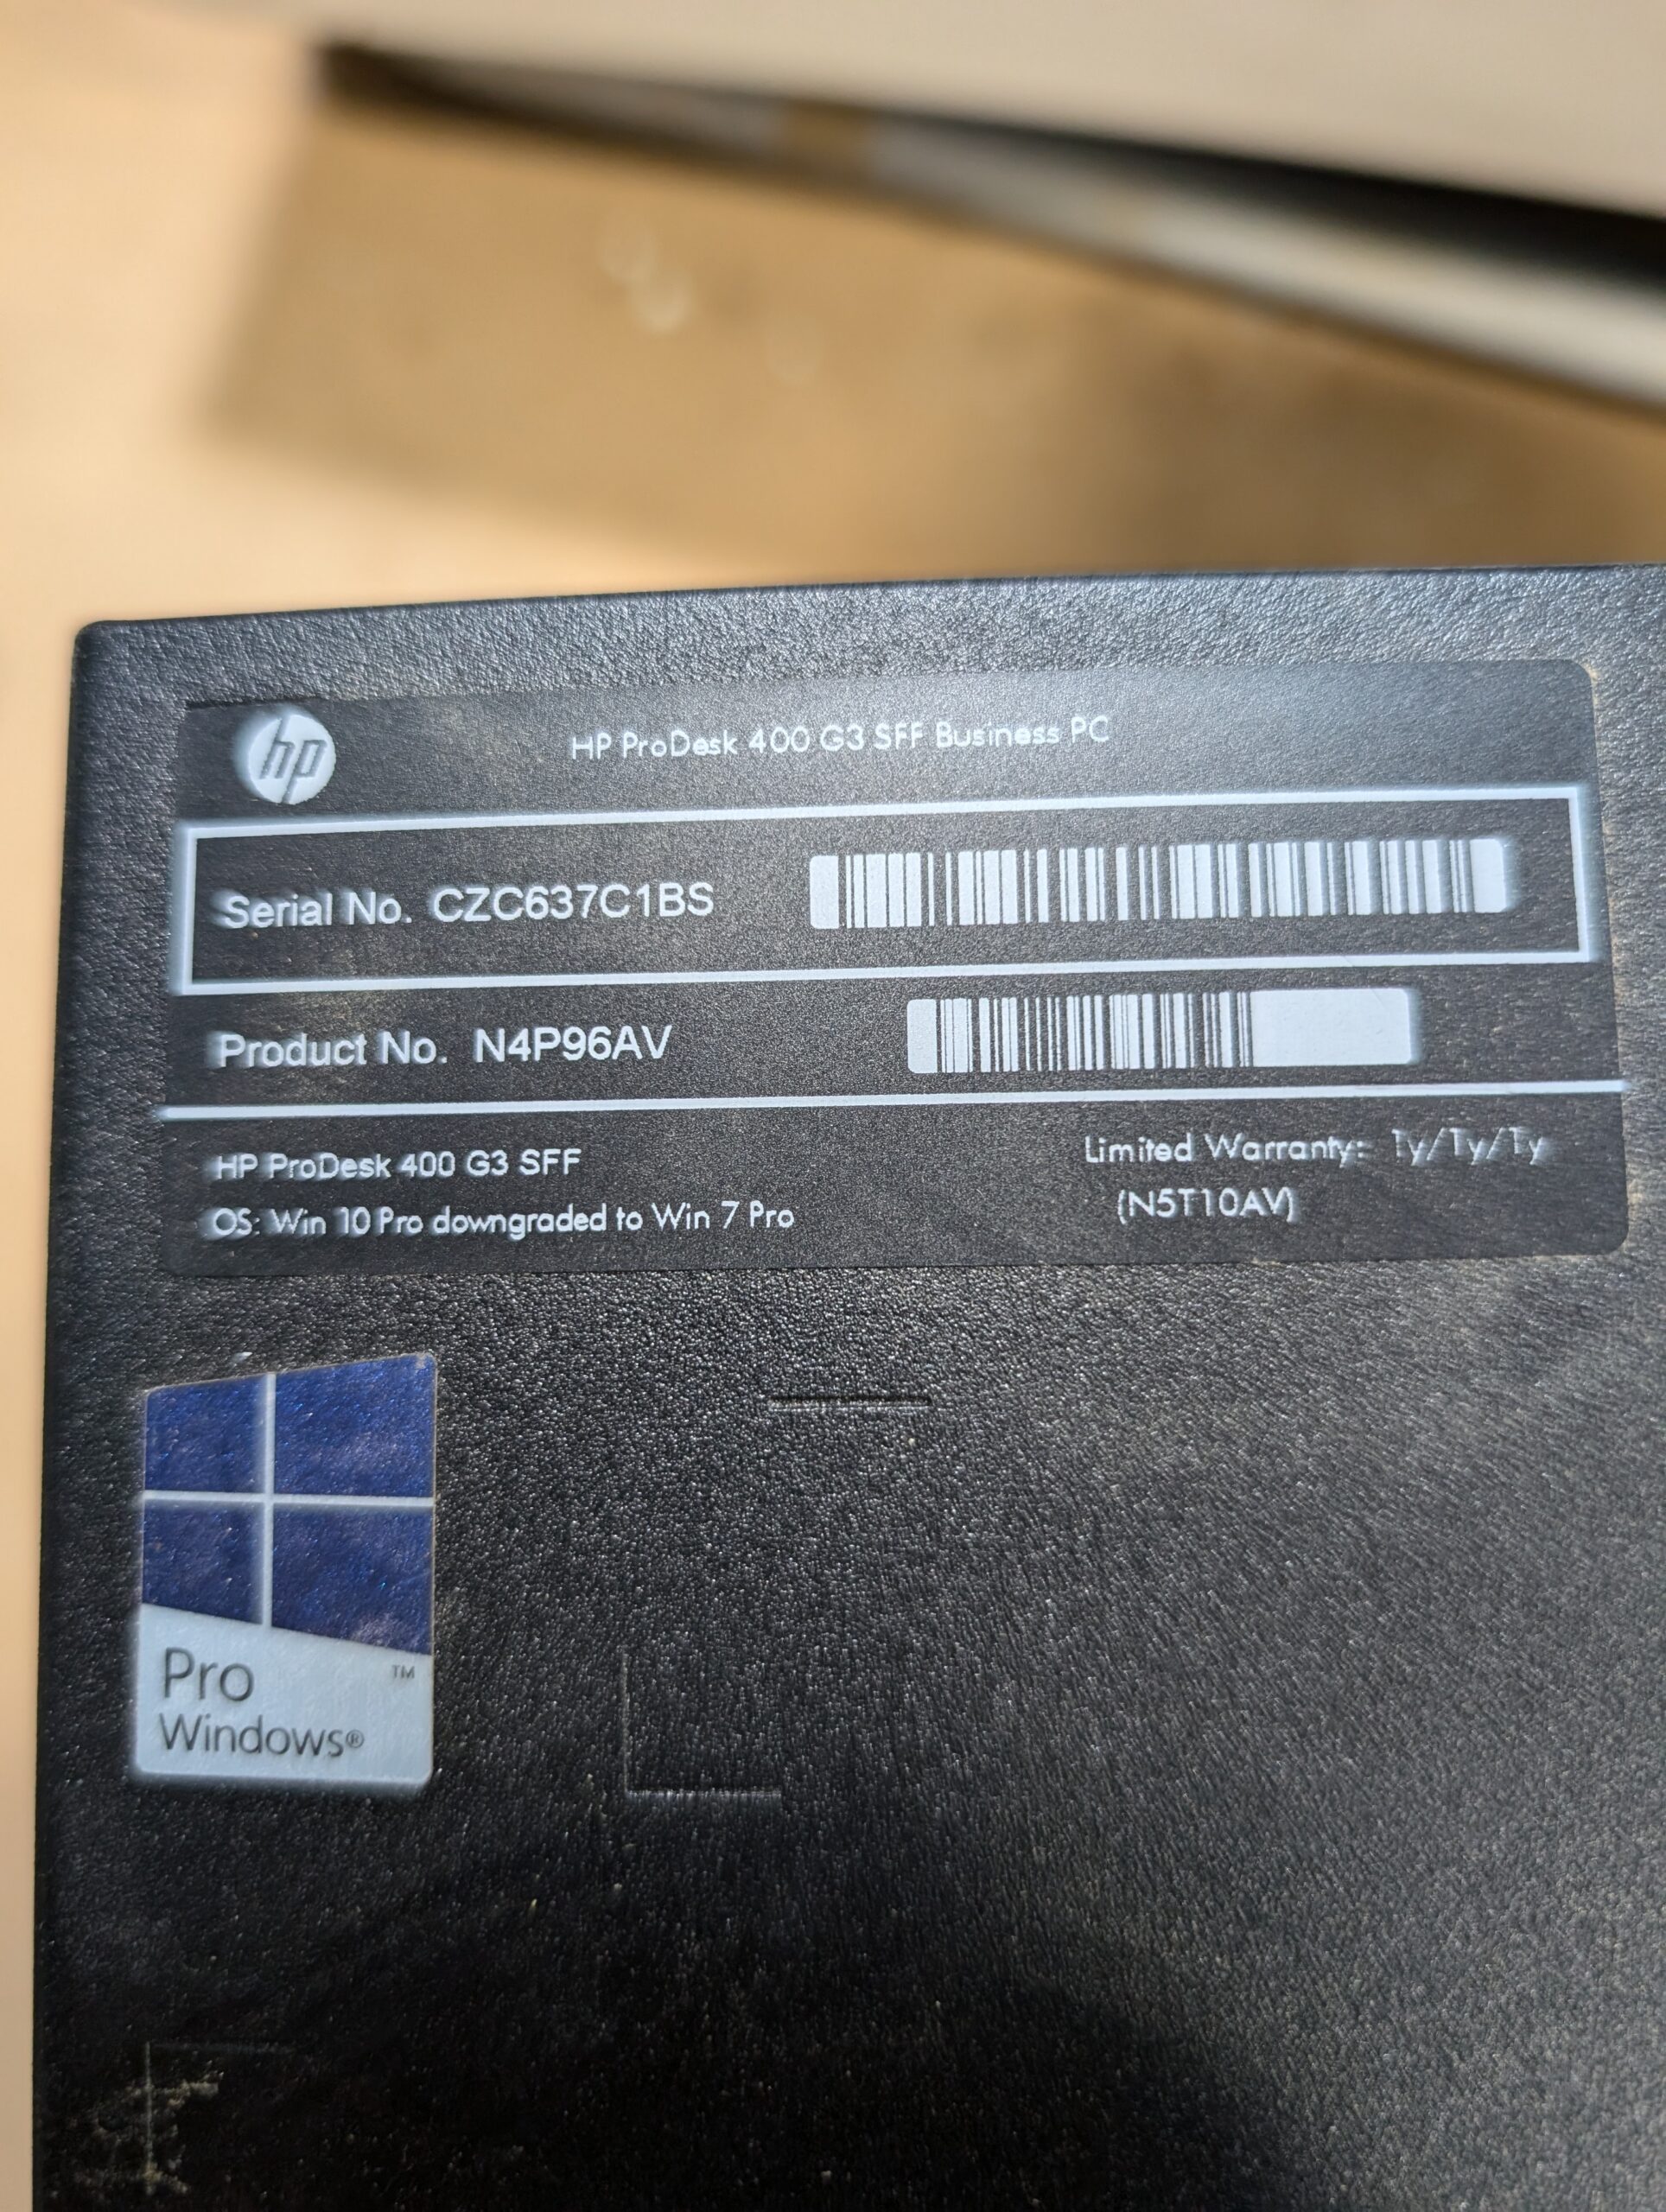 hp
HP ProDesk 400 G3 SFF Business PC
Serial No. CZC637C1BS
Product No. N4P96AV
HP ProDesk 400 G3 SFF
OS: Win 10 Pro downgraded to Win 7 Pro
Limited Warranty: 1y/1y/1y
(N5T10AV)
Pro TM
Windows®